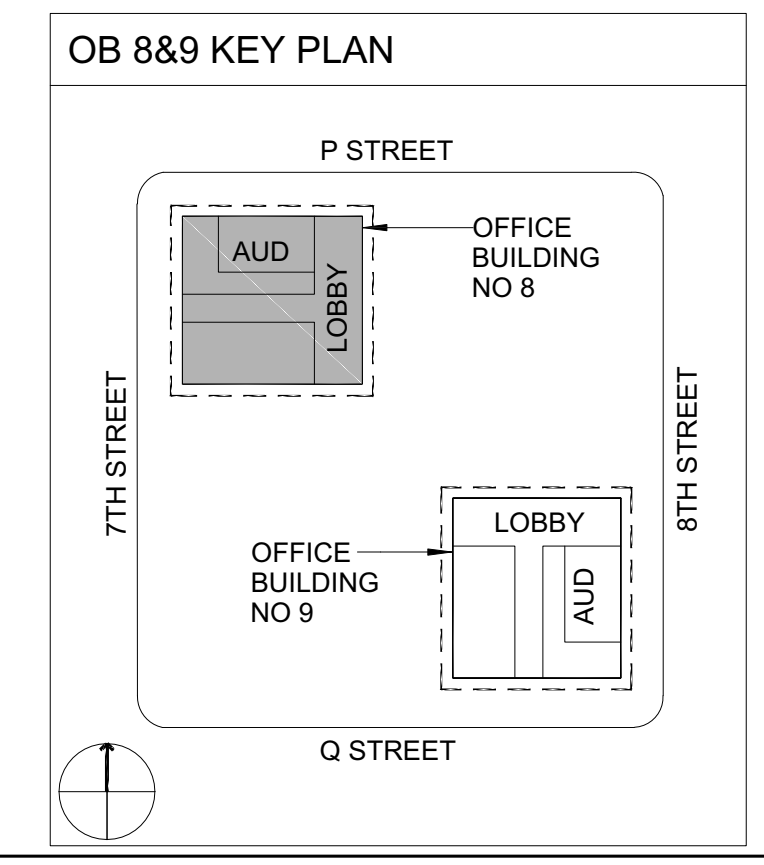 OB 8&9 KEY PLAN
P STREET
AUD
LOBBY
OFFICE
BUILDING
NO 8
7TH STREET
8TH STREET
LOBBY
AUD
OFFICE
BUILDING
NO 9
Q STREET